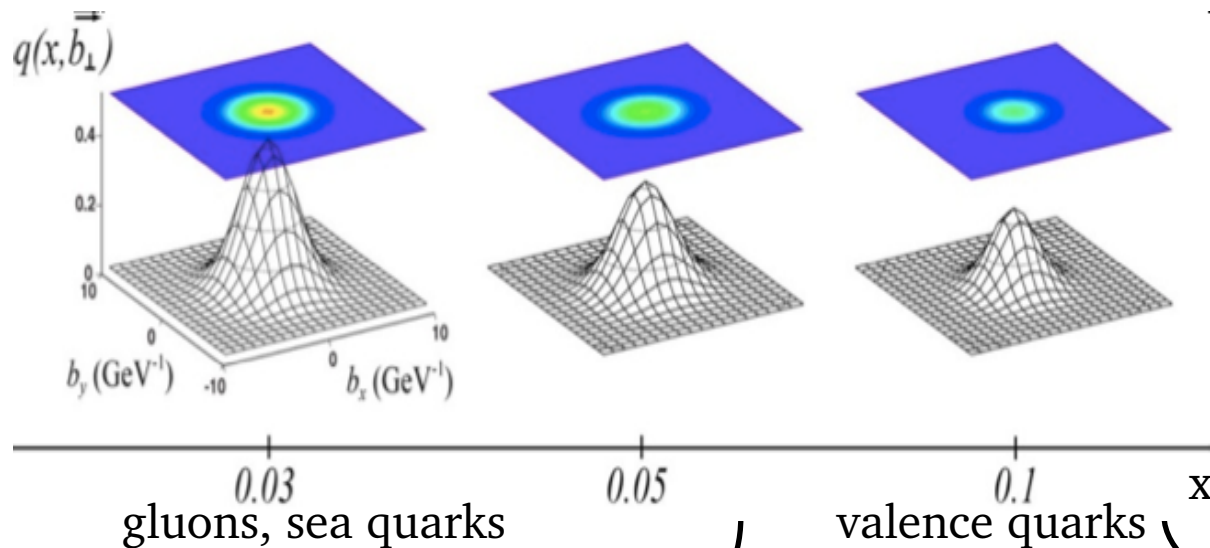 q(x,b⊥)
0.4
0.2
0
10
0
-10
b_y (GeV⁻¹)
0
10
b_x (GeV⁻¹)
0.03 0.05 0.1 x
gluons, sea quarks valence quarks